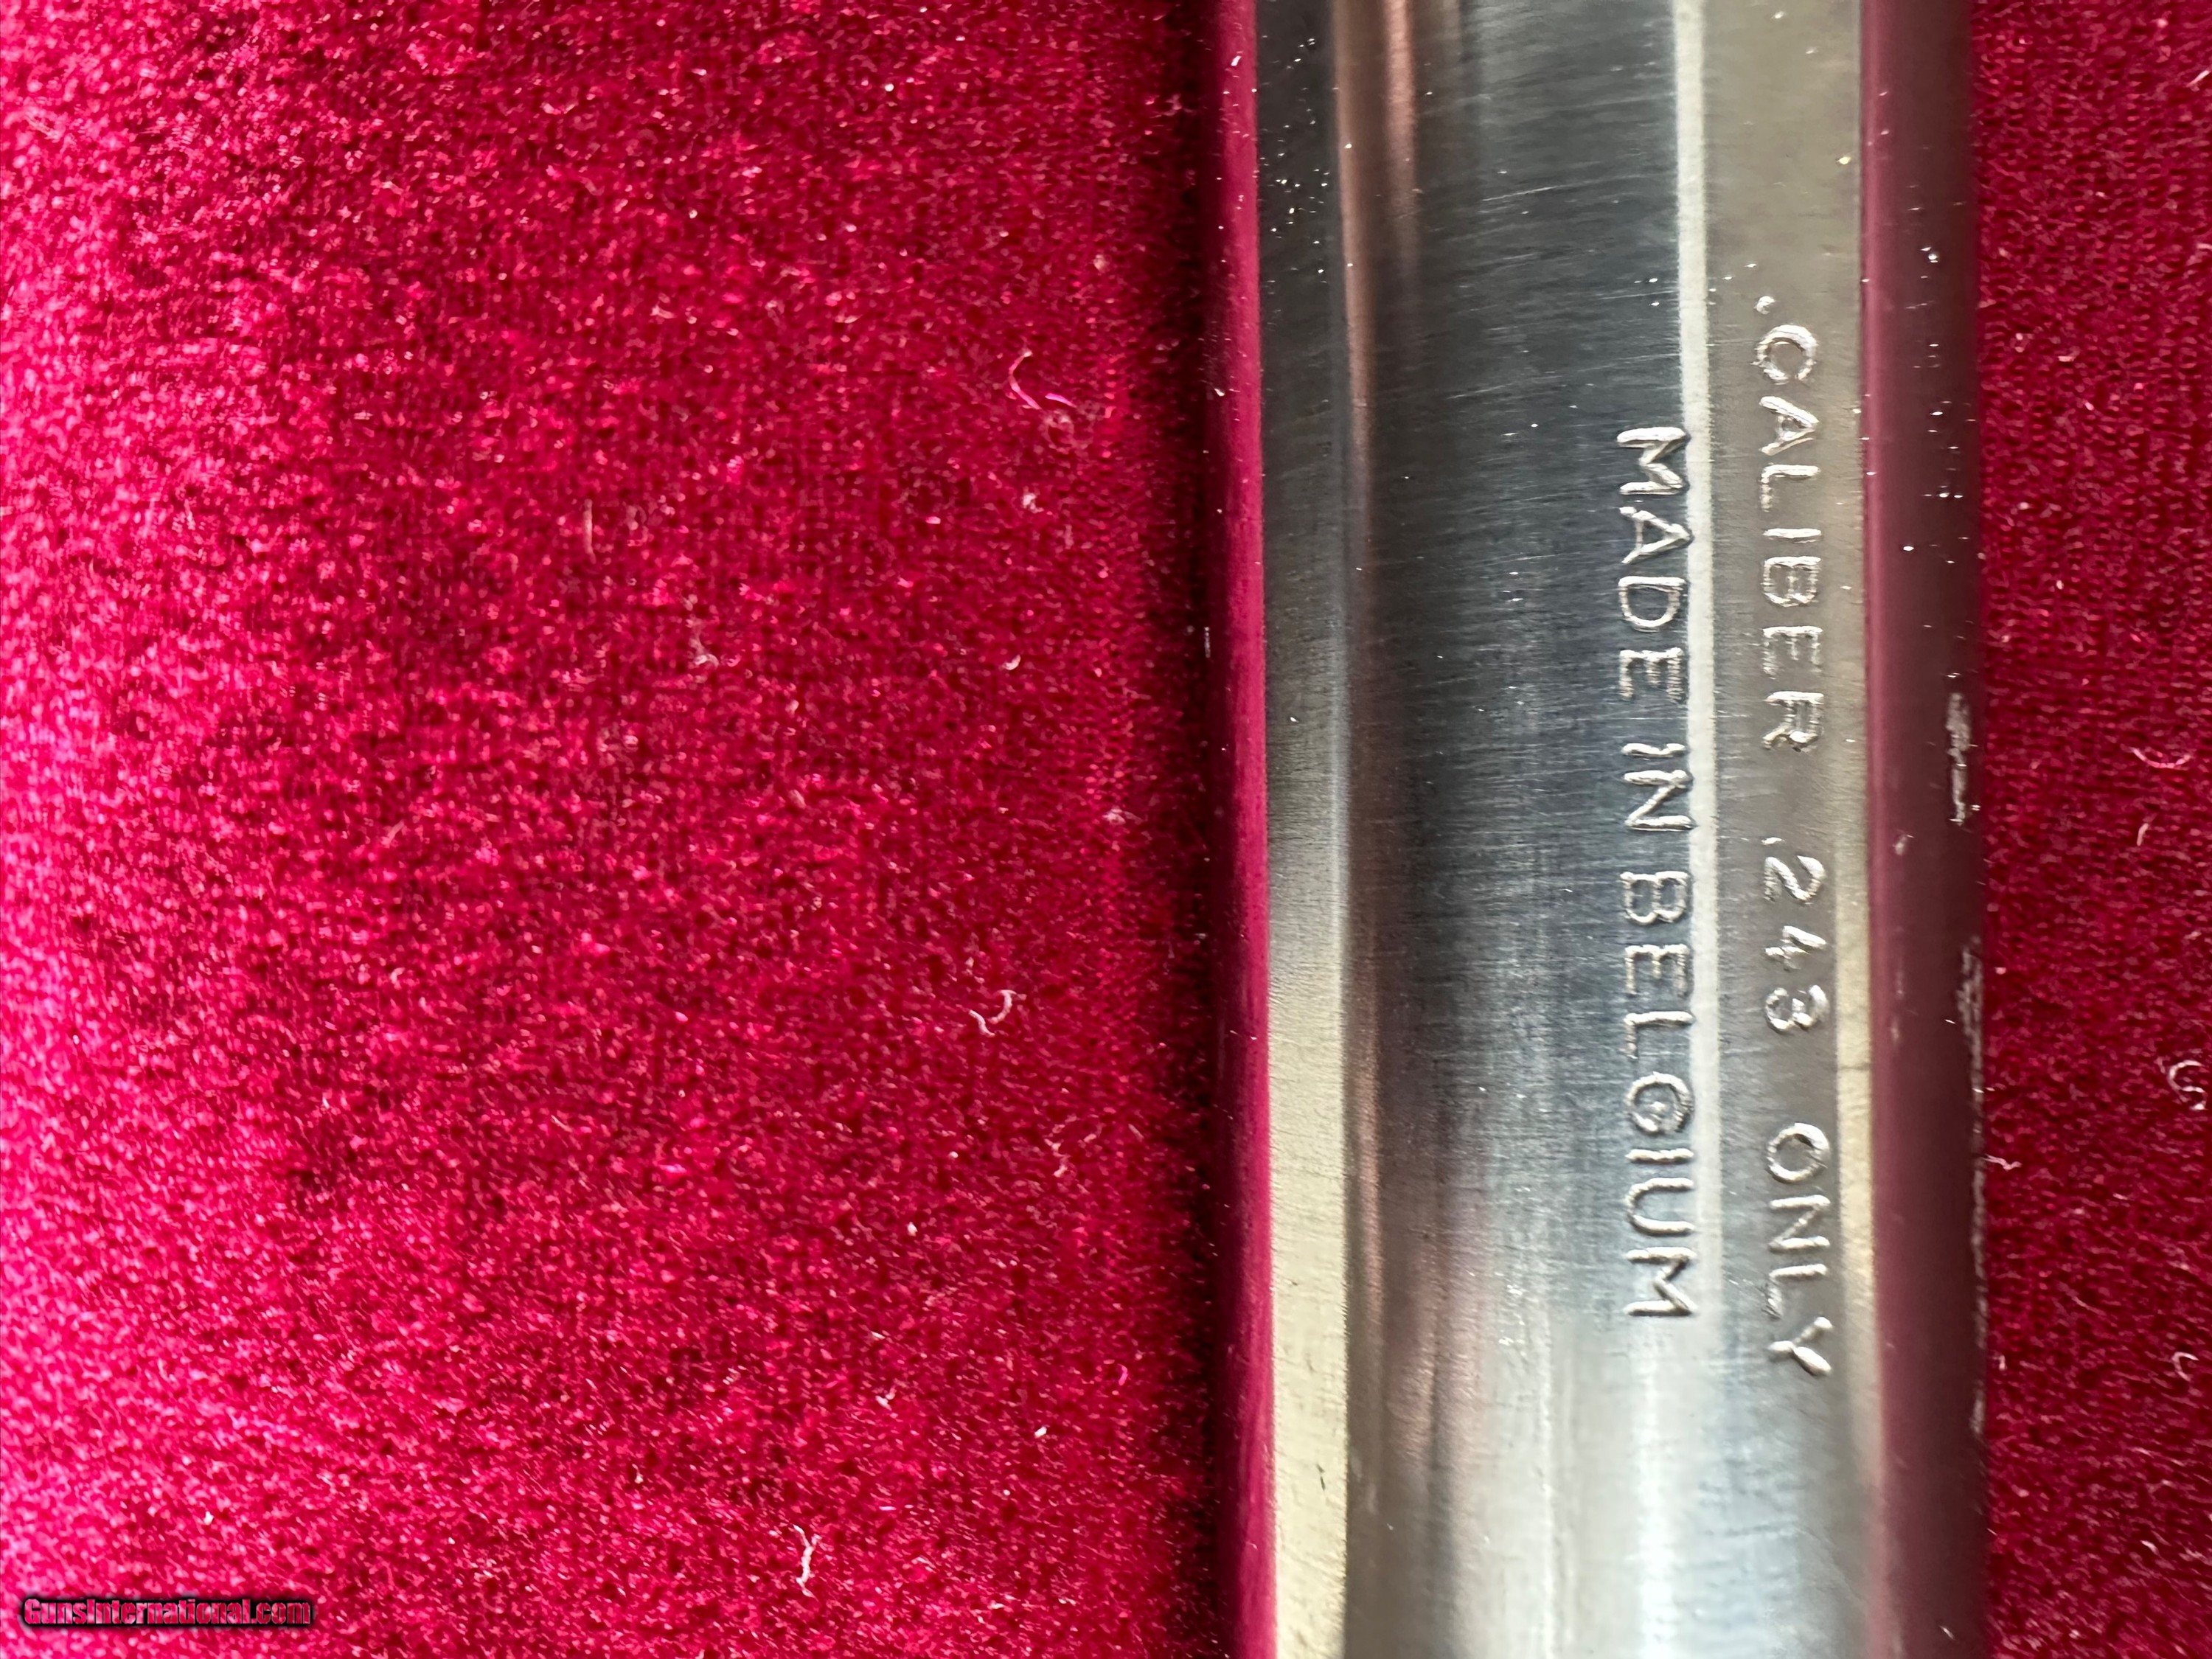 .CALIBER .243 ONLY
MADE IN BELGIUM
GunsInternational.com